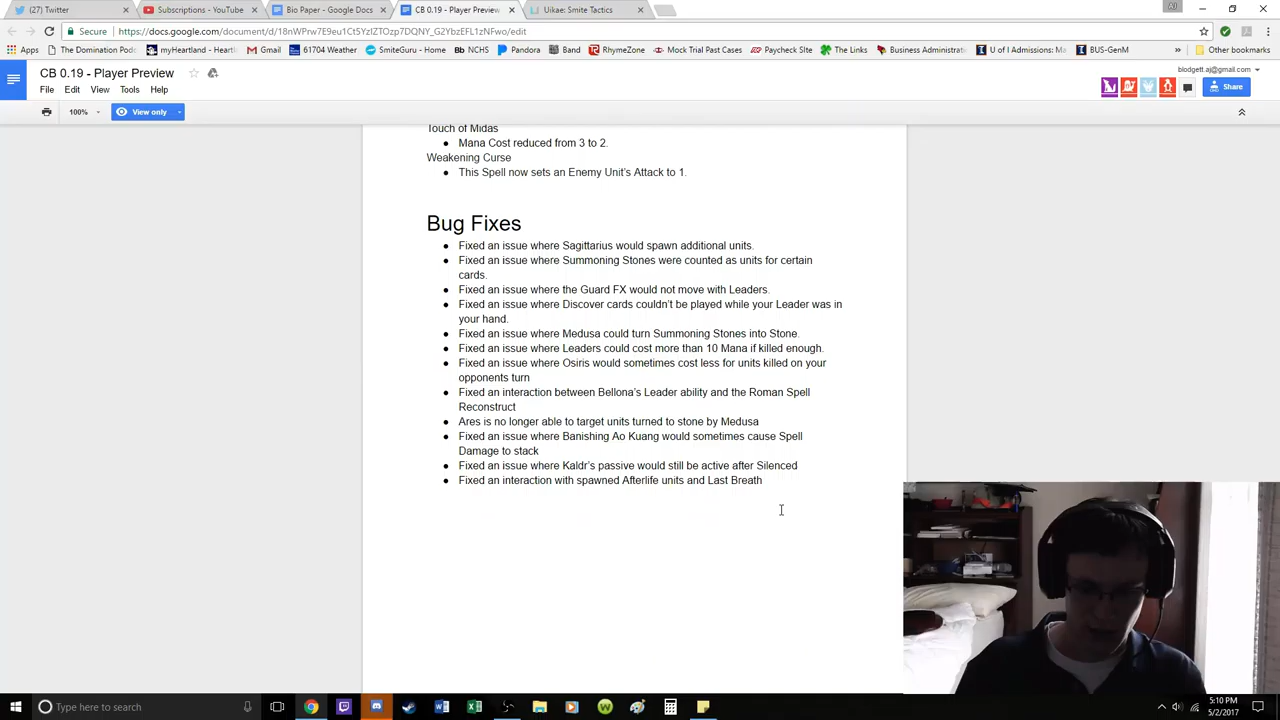 (27) Twitter
Subscriptions - YouTube
Bio Paper - Google Docs
CB 0.19 - Player Preview
Uikae: Smite Tactics
AJ
Secure
https://docs.google.com/document/d/18nWPrw7E9eu1Ct5YzIZTOzp7DQNY_G2YbzEFL1zNFwo/edit
Apps
The Domination Pod
myHeartland - Heart
Gmail
61704 Weather
SmiteGuru - Home
NCHS
Pandora
Band
RhymeZone
Mock Trial Past Cases
Paycheck Site
The Links
Business Administrati
U of I Admissions: M
BUS-GenM
Other bookmarks
CB 0.19 - Player Preview
blodgett.aj@gmail.com
File Edit View Tools Help
Share
100%
View only
Touch of Midas
Mana Cost reduced from 3 to 2.
Weakening Curse
This Spell now sets an Enemy Unit's Attack to 1.
Bug Fixes
Fixed an issue where Sagittarius would spawn additional units.
Fixed an issue where Summoning Stones were counted as units for certain
cards.
Fixed an issue where the Guard FX would not move with Leaders.
Fixed an issue where Discover cards couldn't be played while your Leader was in
your hand.
Fixed an issue where Medusa could turn Summoning Stones into Stone.
Fixed an issue where Leaders could cost more than 10 Mana if killed enough.
Fixed an issue where Osiris would sometimes cost less for units killed on your
opponents turn
Fixed an interaction between Bellona's Leader ability and the Roman Spell
Reconstruct
Ares is no longer able to target units turned to stone by Medusa
Fixed an issue where Banishing Ao Kuang would sometimes cause Spell
Damage to stack
Fixed an issue where Kaldr's passive would still be active after Silenced
Fixed an interaction with spawned Afterlife units and Last Breath
Type here to search
5:10 PM
5/2/2017